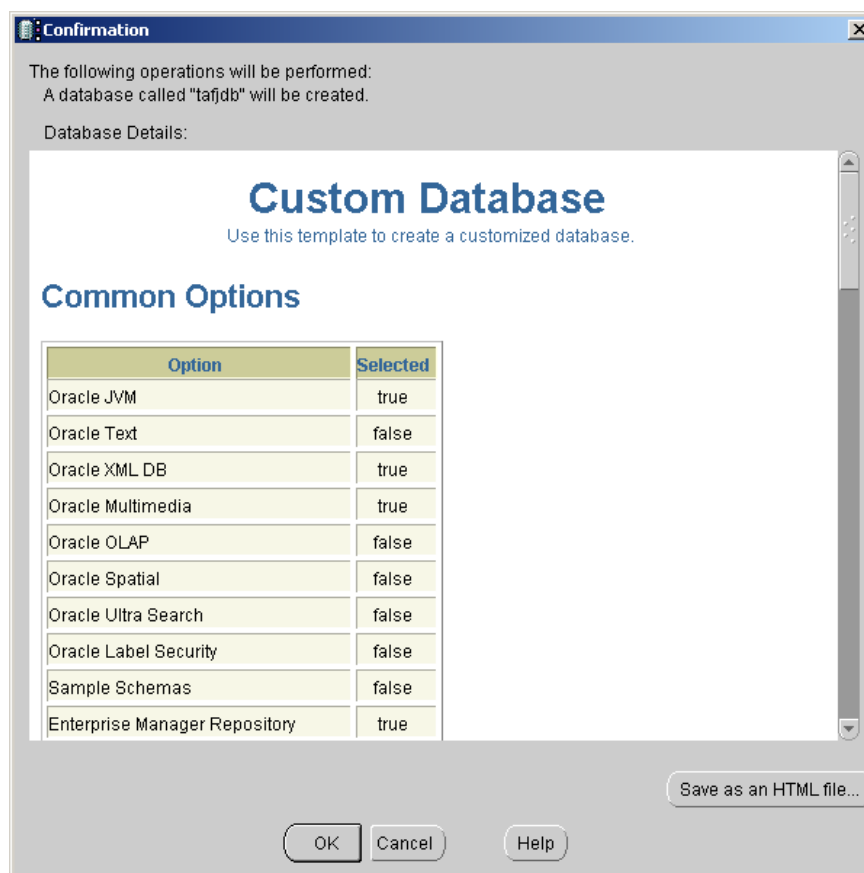 Confirmation
The following operations will be performed:
A database called "tafjdb" will be created.
Database Details:
Custom Database
Use this template to create a customized database.
Common Options
Option Selected
Oracle JVM true
Oracle Text false
Oracle XML DB true
Oracle Multimedia true
Oracle OLAP false
Oracle Spatial false
Oracle Ultra Search false
Oracle Label Security false
Sample Schemas false
Enterprise Manager Repository true
Save as an HTML file...
OK Cancel Help